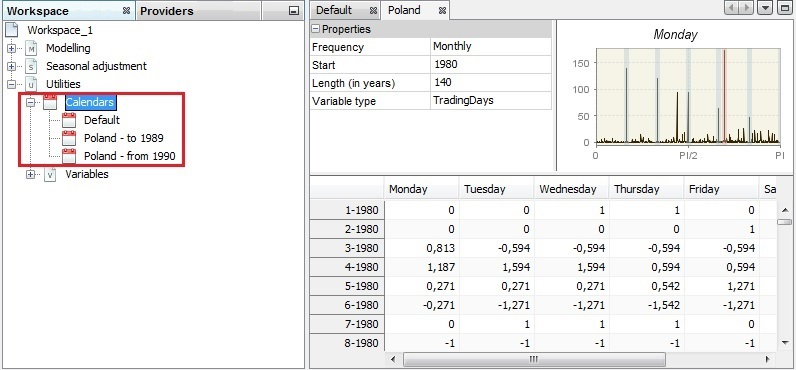 Workspace Providers
Workspace_1
M Modelling
S Seasonal adjustment
U Utilities
Calendars
Default
Poland - to 1989
Poland - from 1990
V Variables
Default Poland
Properties
Frequency Monthly
Start 1980
Length (in years) 140
Variable type TradingDays
Monday
150
100
50
0
0 PI/2 PI
Monday Tuesday Wednesday Thursday Friday Sa
1-1980 0 0 1 1 0
2-1980 0 0 0 0 1
3-1980 0,813 -0,594 -0,594 -0,594 -0,594
4-1980 1,187 1,594 1,594 0,594 0,594
5-1980 0,271 0,271 0,271 0,542 1,271
6-1980 -0,271 -1,271 -1,271 -1,542 -1,271
7-1980 0 1 1 1 0
8-1980 -1 -1 -1 -1 -1